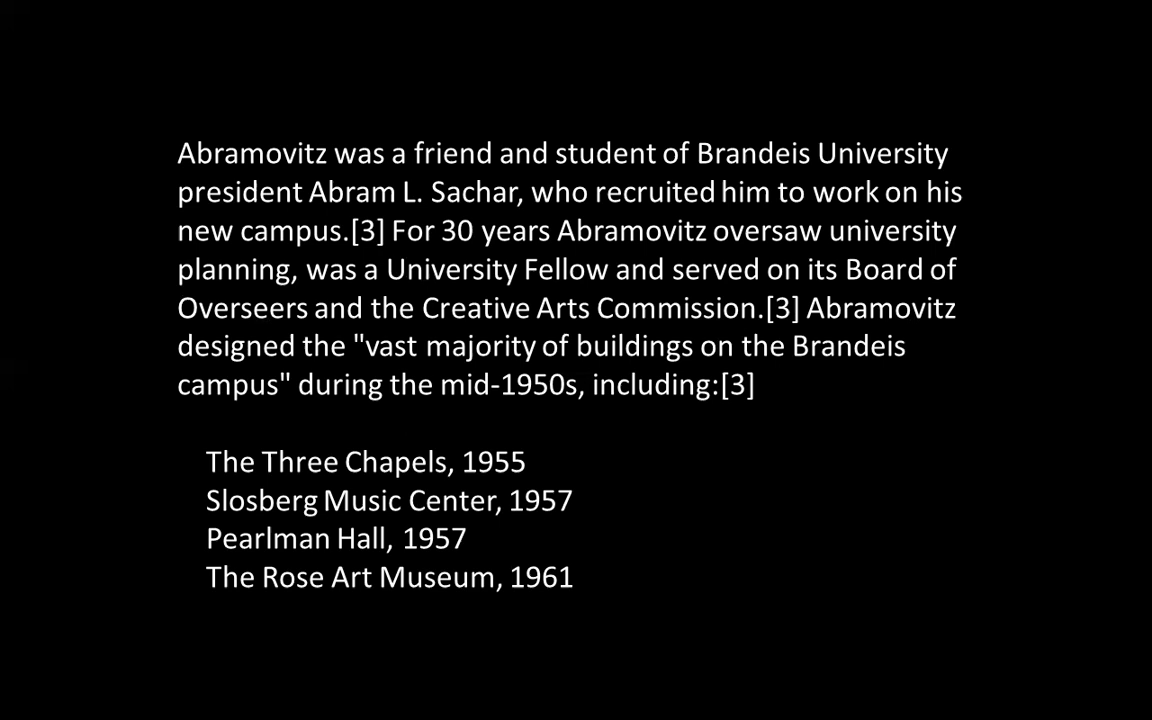 Abramovitz was a friend and student of Brandeis University
president Abram L. Sachar, who recruited him to work on his
new campus.[3] For 30 years Abramovitz oversaw university
planning, was a University Fellow and served on its Board of
Overseers and the Creative Arts Commission.[3] Abramovitz
designed the "vast majority of buildings on the Brandeis
campus" during the mid-1950s, including:[3]
The Three Chapels, 1955
Slosberg Music Center, 1957
Pearlman Hall, 1957
The Rose Art Museum, 1961